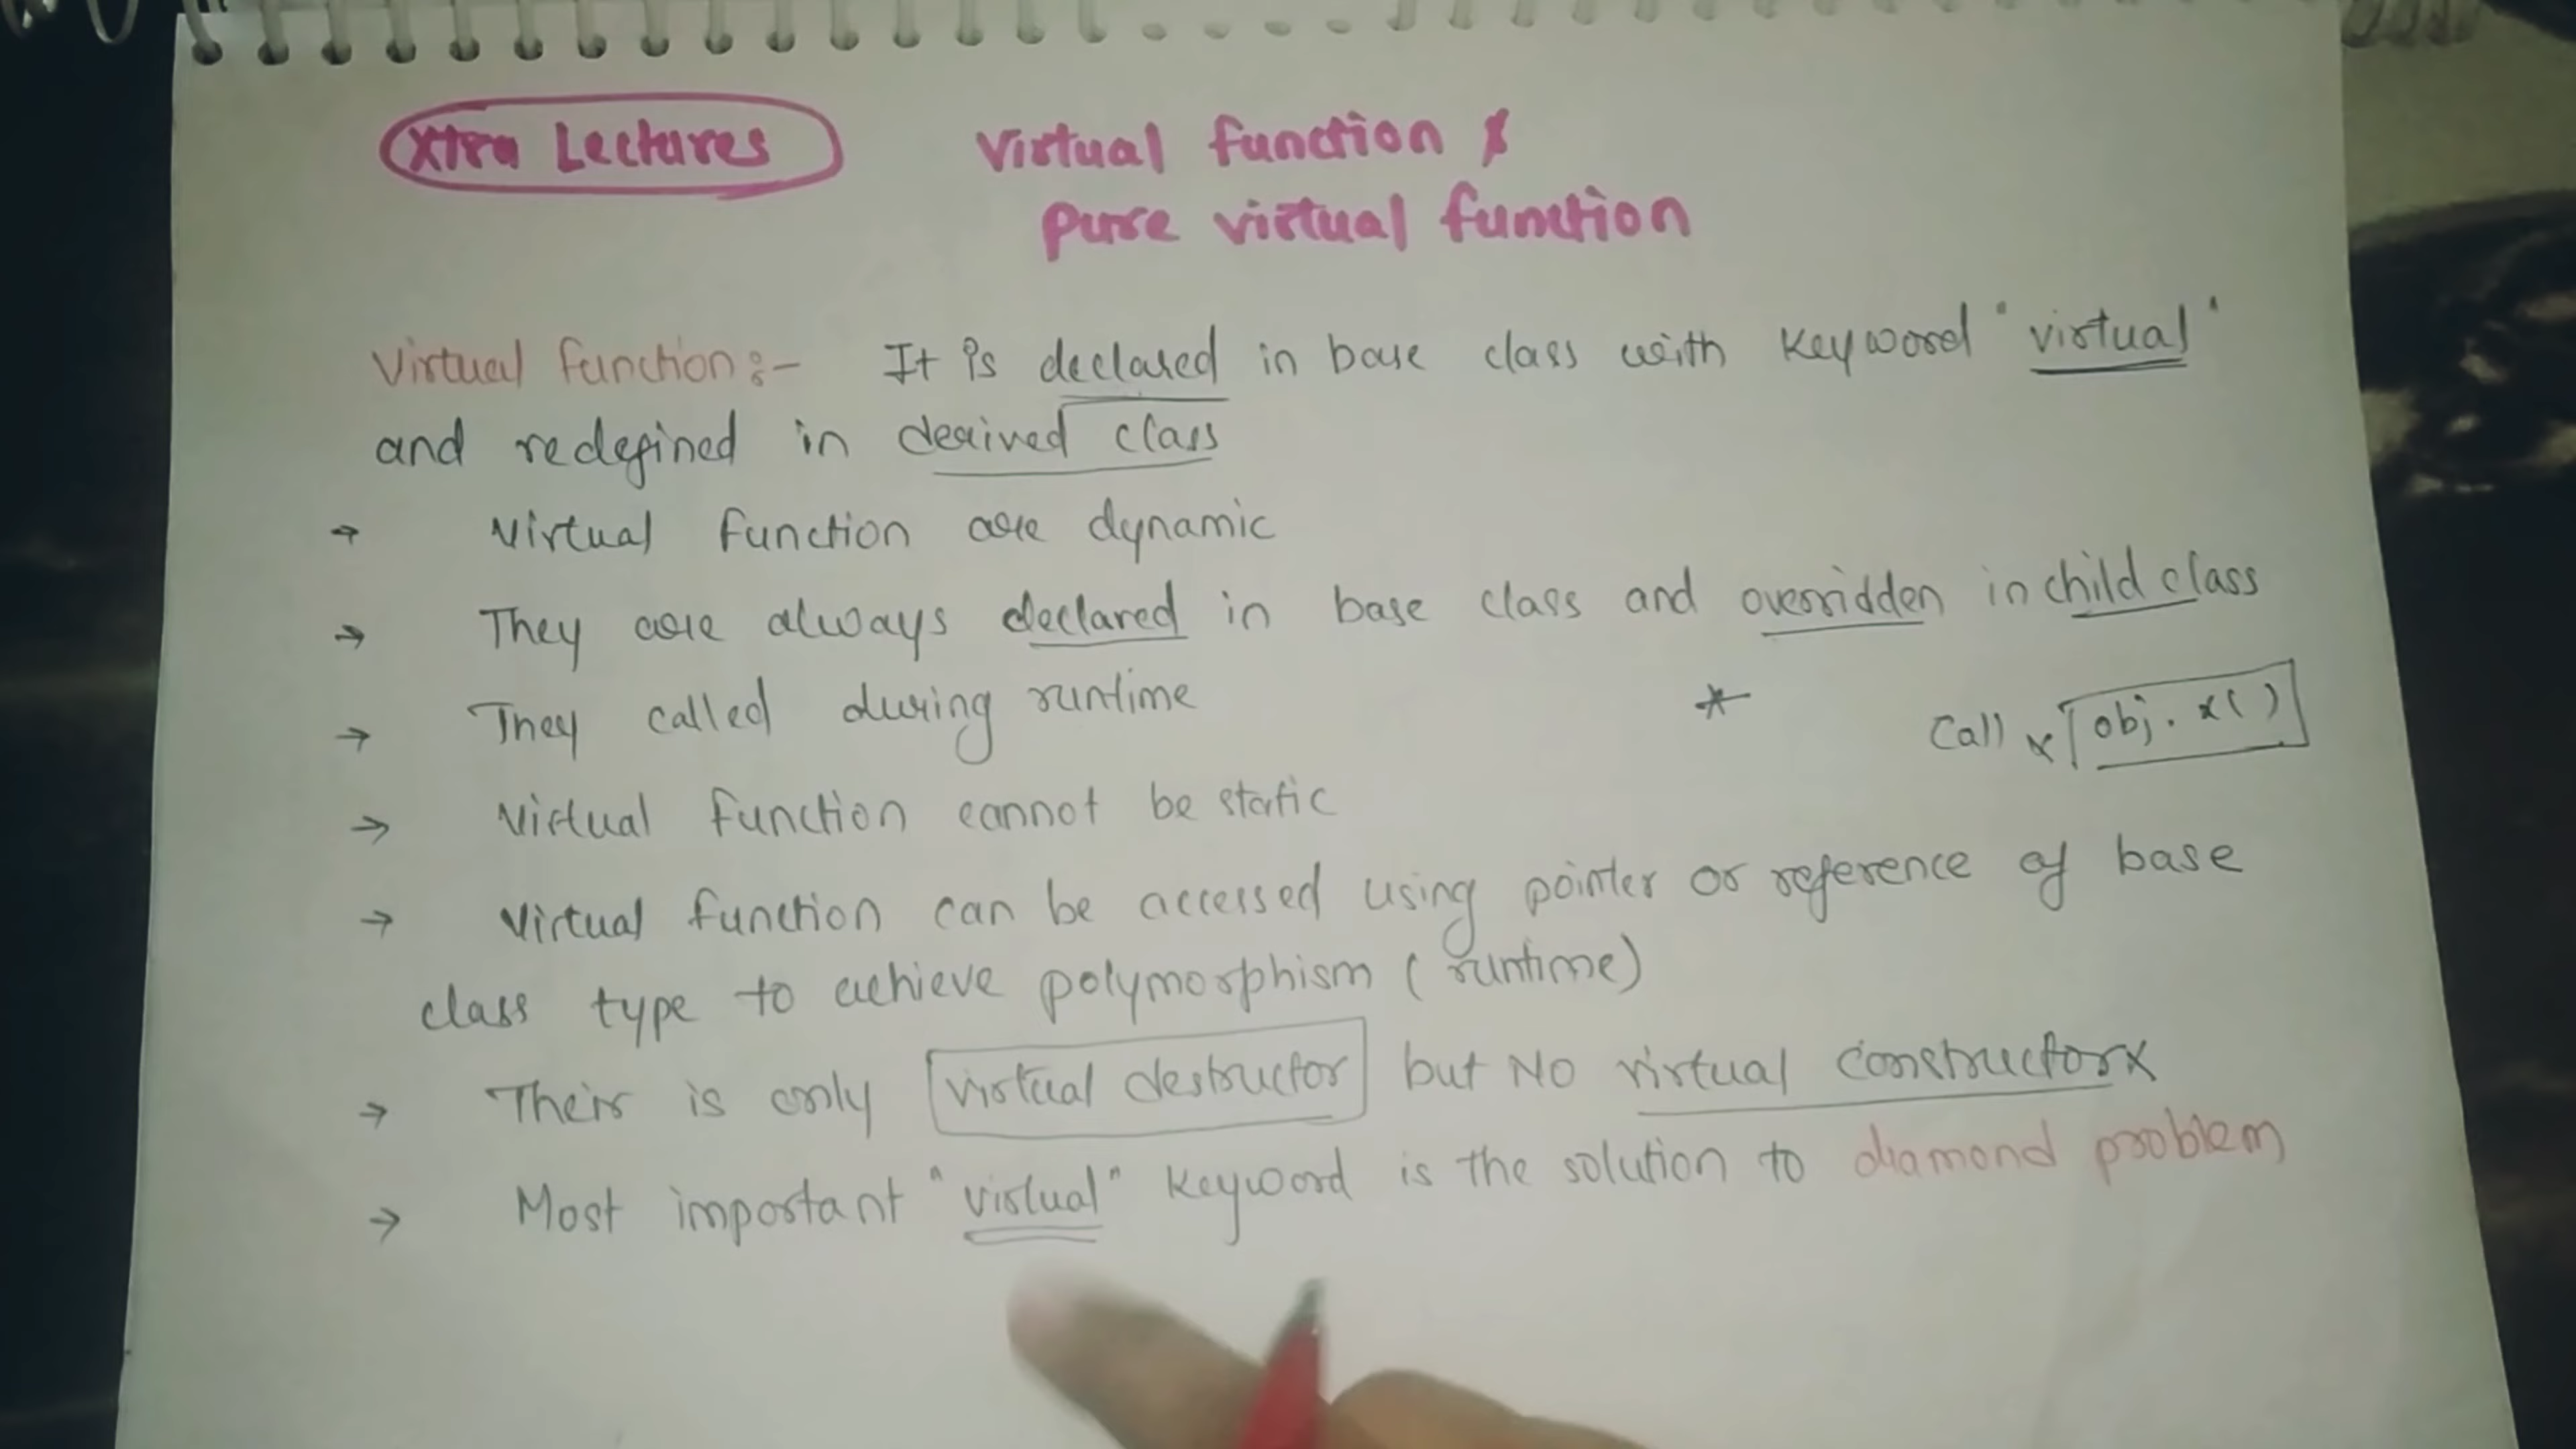 Xtra Lectures
Virtual function &
pure virtual function
Virtual function :- It is declared in base class with keyword "virtual"
and redefined in derived class
→ Virtual function are dynamic
→ They are always declared in base class and overridden in child class
→ They called during runtime
* Call x obj. x()
→ Virtual function cannot be static
→ Virtual function can be accessed using pointer or reference of base
class type to achieve polymorphism (runtime)
→ Their is only virtual destructor but NO virtual constructor x
→ Most important "virtual" keyword is the solution to diamond problem